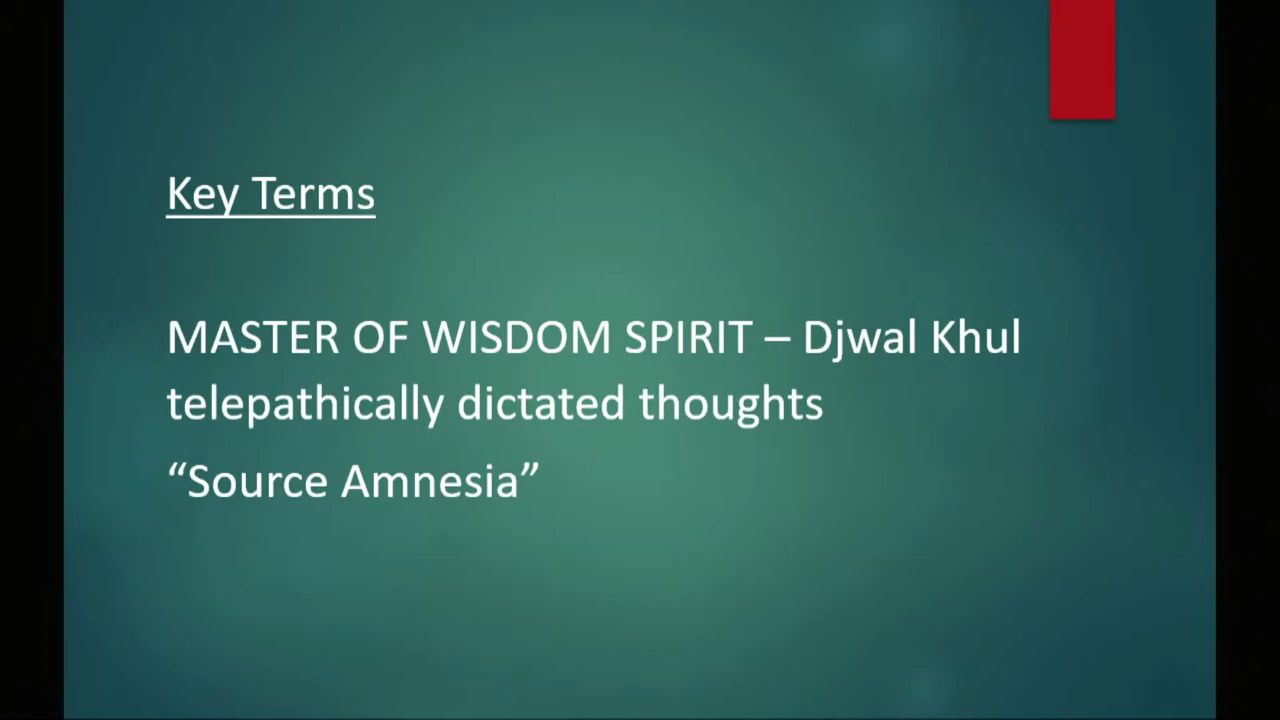 Key Terms
MASTER OF WISDOM SPIRIT – Djwal Khul
telepathically dictated thoughts
“Source Amnesia”